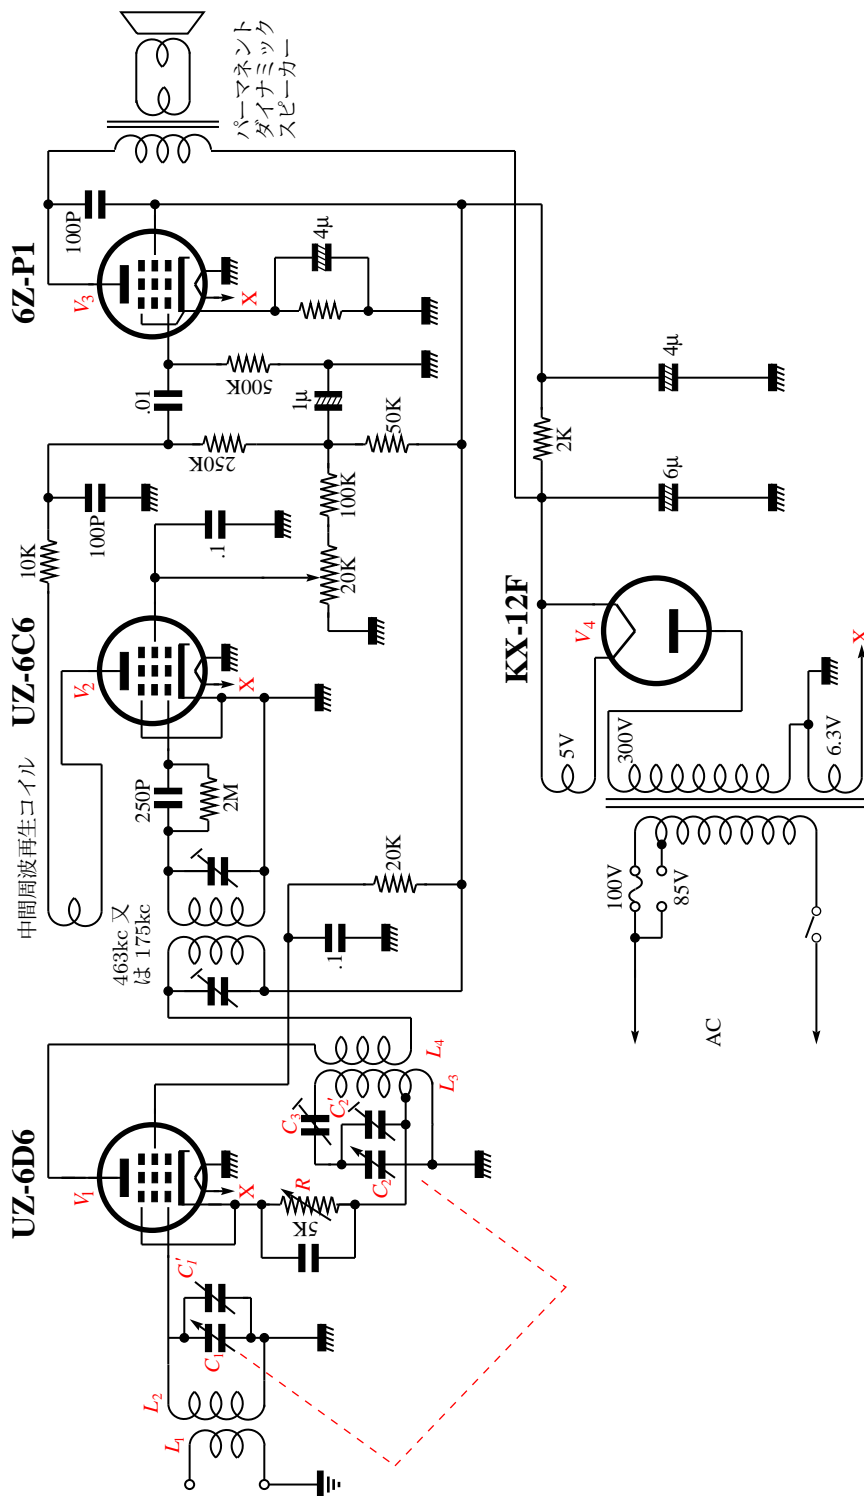 UZ-6D6
UZ-6C6
6Z-P1
KX-12F
V1
V2
V3
V4
中間周波再生コイル
463kc 又
は 175kc
パーマネント
ダイナミック
スピーカー
L1
L2
C1
C′1
X
R
5K
C2
C′2
C3
L3
L4
.1
20K
250P
2M
X
10K
100P
.1
20K
100K
250K
50K
.01
500K
1μ
100P
X
4μ
2K
6μ
4μ
5V
300V
6.3V
X
100V
85V
AC